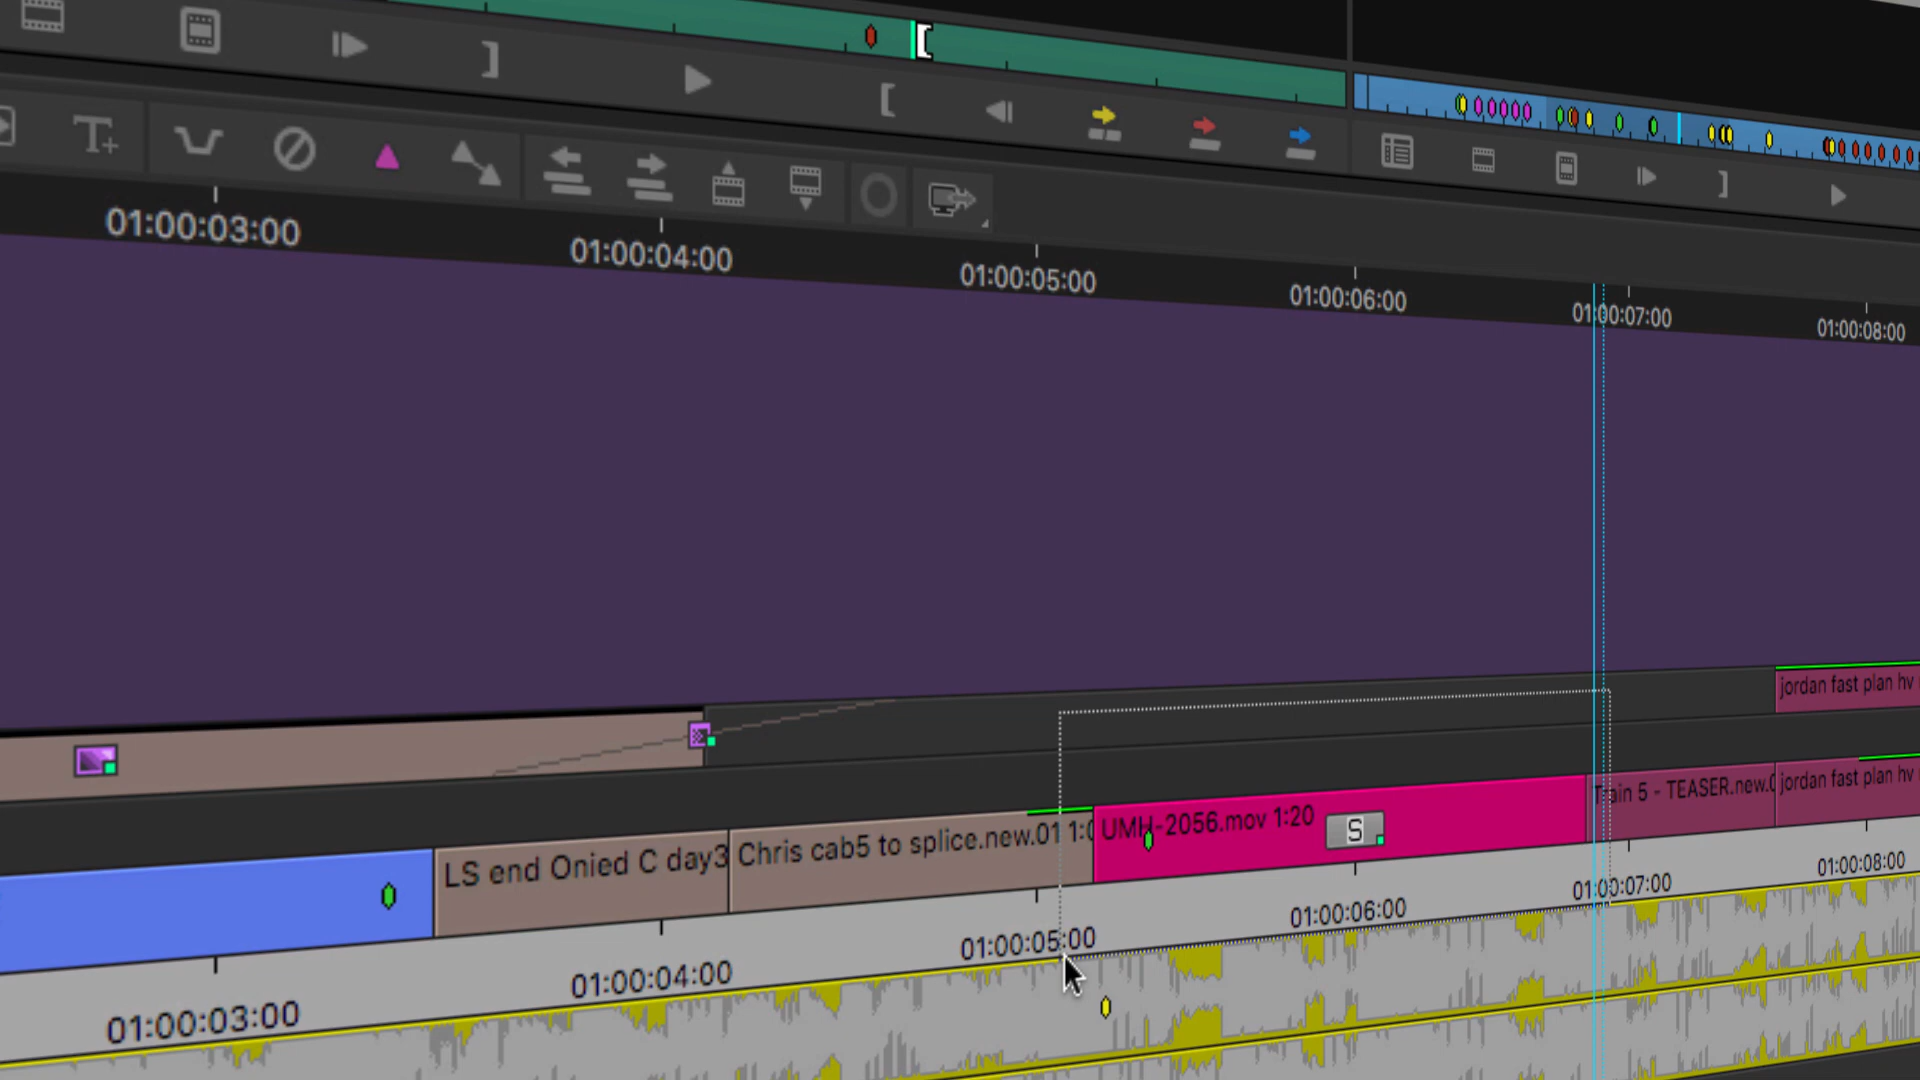 T+
01:00:03:00
01:00:04:00
01:00:05:00
01:00:06:00
01:00:07:00
01:00:08:00
jordan fast plan hv
LS end Onied C day3
Chris cab5 to splice.new.01 1:0
UMH-2056.mov 1:20
S
Train 5 - TEASER.new.0
jordan fast plan hv
01:00:03:00
01:00:04:00
01:00:05:00
01:00:06:00
01:00:07:00
01:00:08:00